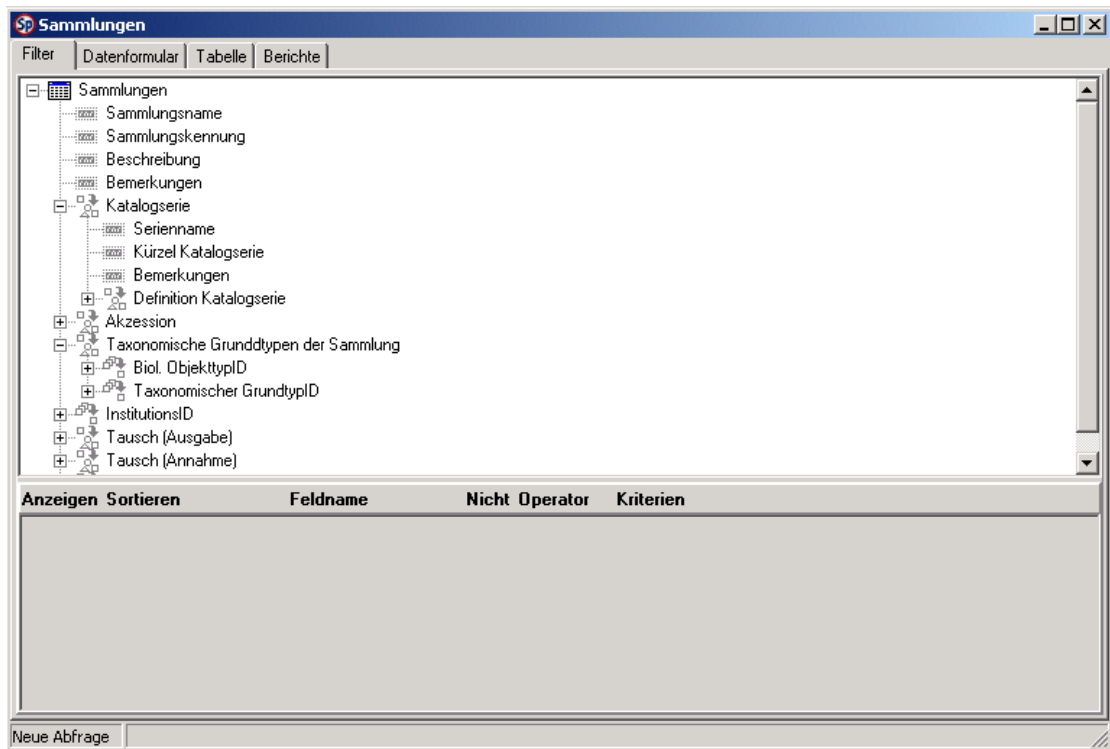 Sp Sammlungen
Filter Datenformular Tabelle Berichte
Sammlungen
Sammlungsname
Sammlungskennung
Beschreibung
Bemerkungen
Katalogserie
Serienname
Kürzel Katalogserie
Bemerkungen
Definition Katalogserie
Akzession
Taxonomische Grunddtypen der Sammlung
Biol. ObjekttypID
Taxonomischer GrundtypID
InstitutionsID
Tausch (Ausgabe)
Tausch (Annahme)
Anzeigen Sortieren Feldname Nicht Operator Kriterien
Neue Abfrage